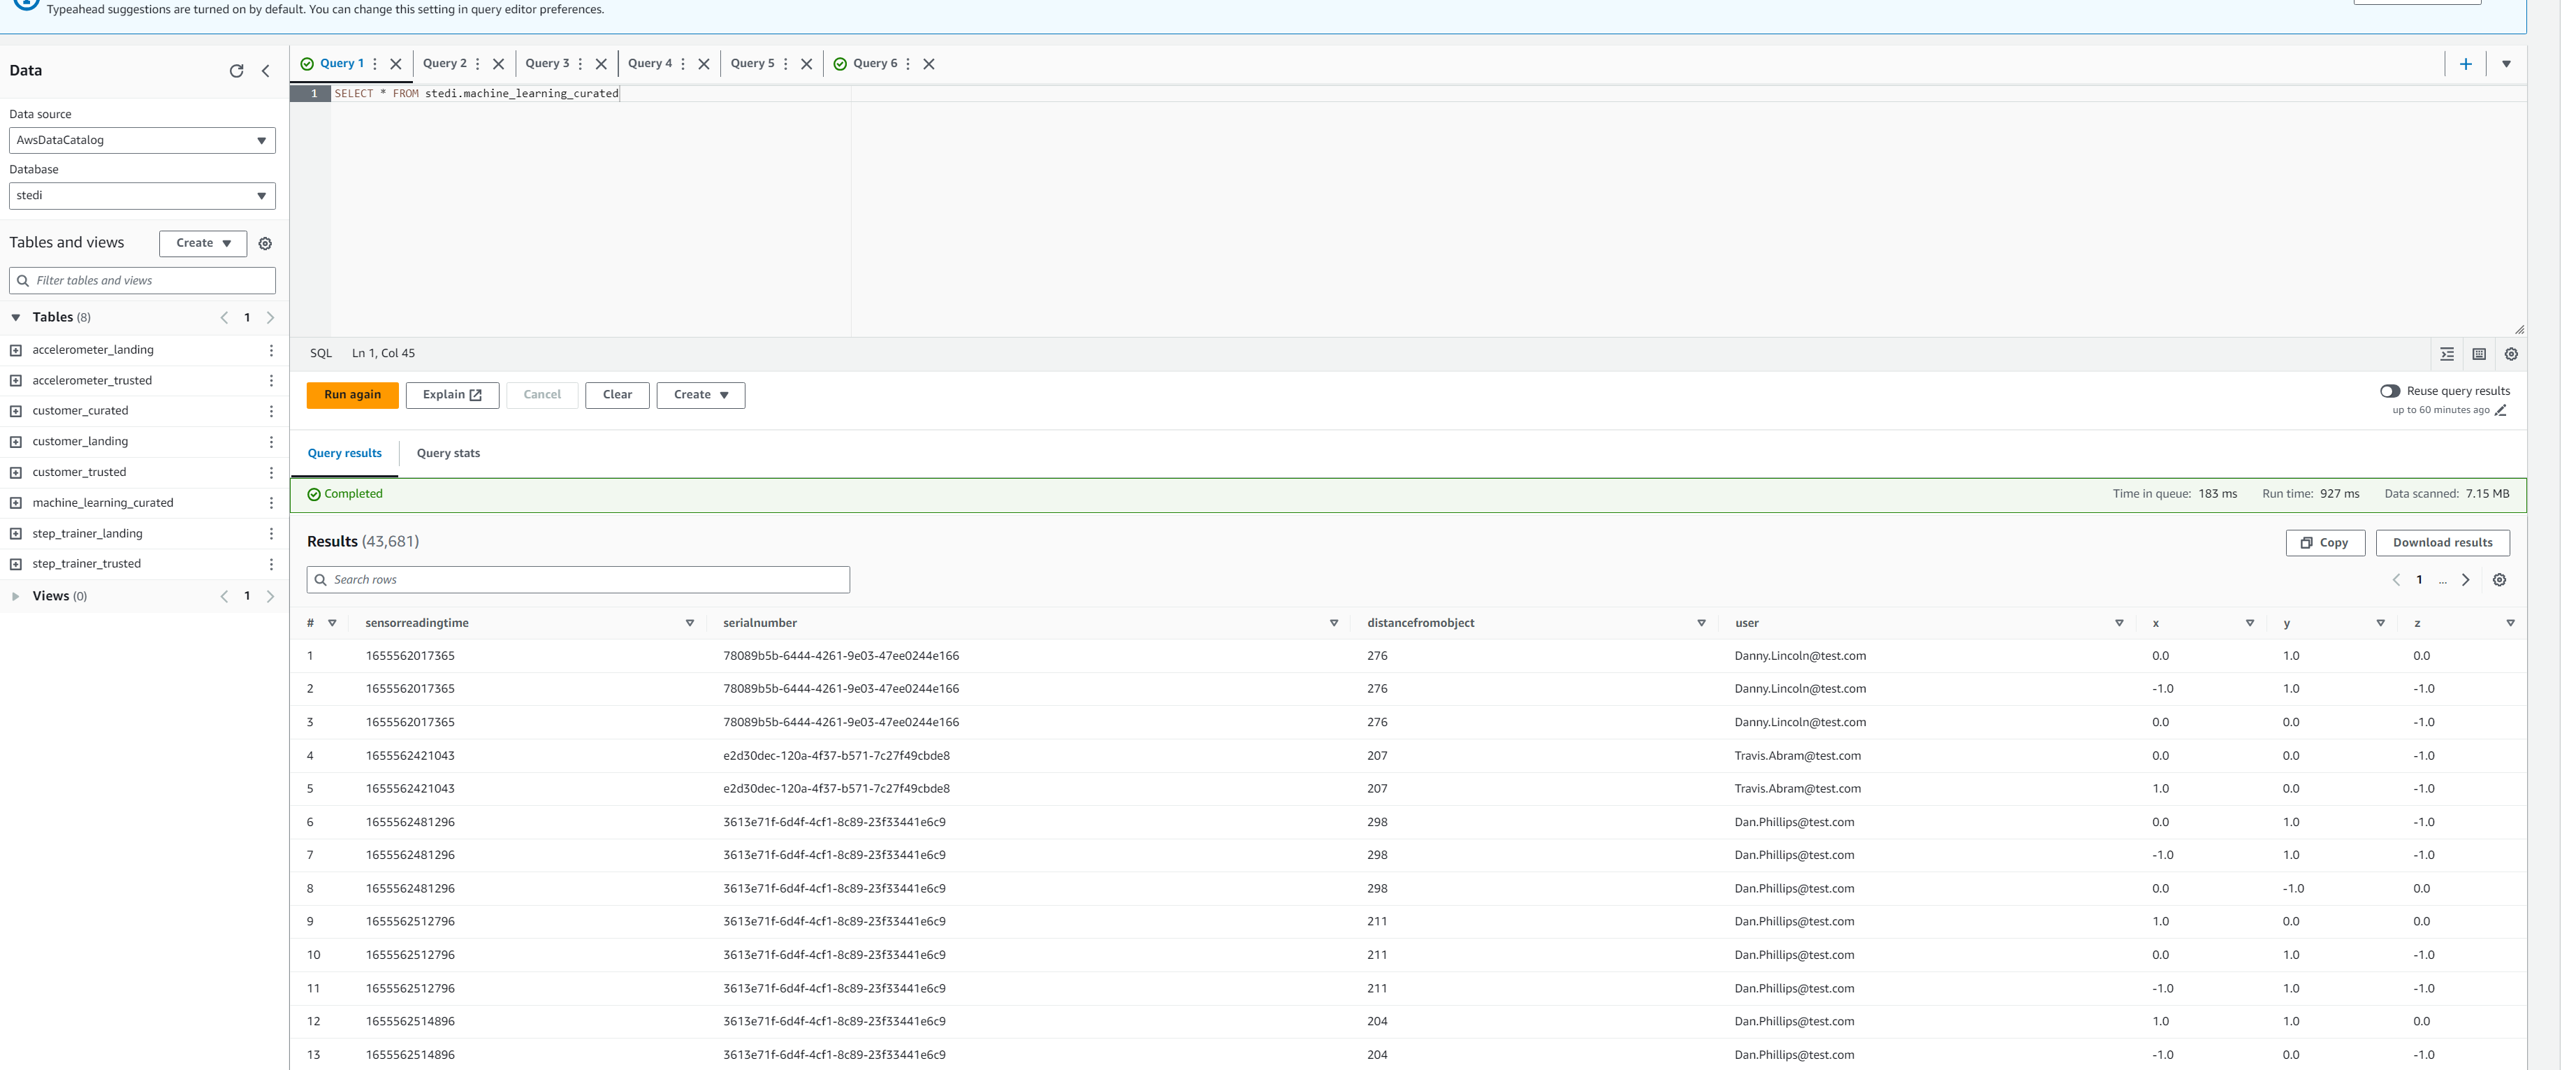 Typeahead suggestions are turned on by default. You can change this setting in query editor preferences.
Data
Query 1 Query 2 Query 3 Query 4 Query 5 Query 6
1 SELECT * FROM stedi.machine_learning_curated
Data source
AwsDataCatalog
Database
stedi
Tables and views Create
Filter tables and views
Tables (8) 1
accelerometer_landing
accelerometer_trusted
customer_curated
customer_landing
customer_trusted
machine_learning_curated
step_trainer_landing
step_trainer_trusted
Views (0) 1
SQL Ln 1, Col 45
Run again Explain Cancel Clear Create
Reuse query results
up to 60 minutes ago
Query results Query stats
Completed Time in queue: 183 ms Run time: 927 ms Data scanned: 7.15 MB
Results (43,681) Copy Download results
Search rows 1 ...
# sensorreadingtime serialnumber distancefromobject user x y z
1 1655562017365 78089b5b-6444-4261-9e03-47ee0244e166 276 Danny.Lincoln@test.com 0.0 1.0 0.0
2 1655562017365 78089b5b-6444-4261-9e03-47ee0244e166 276 Danny.Lincoln@test.com -1.0 1.0 -1.0
3 1655562017365 78089b5b-6444-4261-9e03-47ee0244e166 276 Danny.Lincoln@test.com 0.0 0.0 -1.0
4 1655562421043 e2d30dec-120a-4f37-b571-7c27f49cbde8 207 Travis.Abram@test.com 0.0 0.0 -1.0
5 1655562421043 e2d30dec-120a-4f37-b571-7c27f49cbde8 207 Travis.Abram@test.com 1.0 0.0 -1.0
6 1655562481296 3613e71f-6d4f-4cf1-8c89-23f33441e6c9 298 Dan.Phillips@test.com 0.0 1.0 -1.0
7 1655562481296 3613e71f-6d4f-4cf1-8c89-23f33441e6c9 298 Dan.Phillips@test.com -1.0 1.0 -1.0
8 1655562481296 3613e71f-6d4f-4cf1-8c89-23f33441e6c9 298 Dan.Phillips@test.com 0.0 -1.0 0.0
9 1655562512796 3613e71f-6d4f-4cf1-8c89-23f33441e6c9 211 Dan.Phillips@test.com 1.0 0.0 0.0
10 1655562512796 3613e71f-6d4f-4cf1-8c89-23f33441e6c9 211 Dan.Phillips@test.com 0.0 1.0 -1.0
11 1655562512796 3613e71f-6d4f-4cf1-8c89-23f33441e6c9 211 Dan.Phillips@test.com -1.0 1.0 -1.0
12 1655562514896 3613e71f-6d4f-4cf1-8c89-23f33441e6c9 204 Dan.Phillips@test.com 1.0 1.0 0.0
13 1655562514896 3613e71f-6d4f-4cf1-8c89-23f33441e6c9 204 Dan.Phillips@test.com -1.0 0.0 -1.0